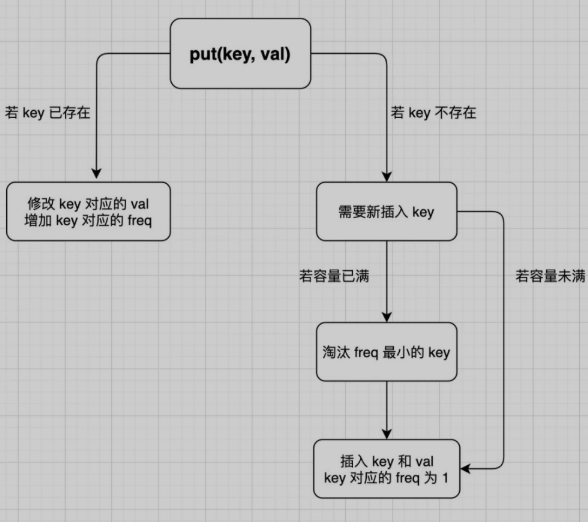 put(key, val)
若 key 已存在
若 key 不存在
修改 key 对应的 val
增加 key 对应的 freq
需要新插入 key
若容量已满
若容量未满
淘汰 freq 最小的 key
插入 key 和 val
key 对应的 freq 为 1